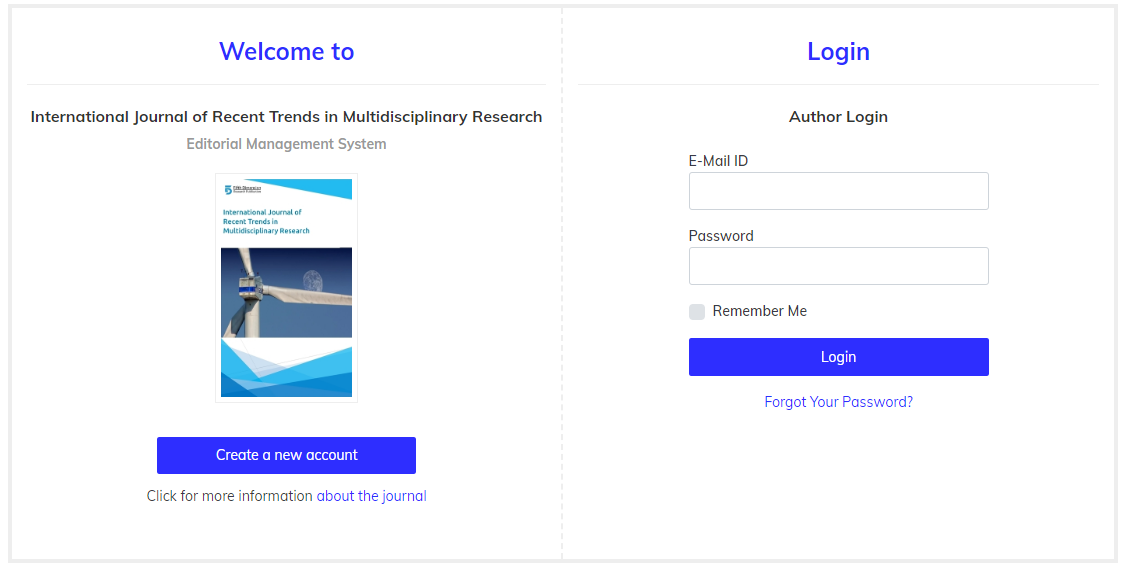 Welcome to
International Journal of Recent Trends in Multidisciplinary Research
Editorial Management System
International Journal of
Recent Trends in
Multidisciplinary Research
Create a new account
Click for more information about the journal
Login
Author Login
E-Mail ID
Password
Remember Me
Login
Forgot Your Password?